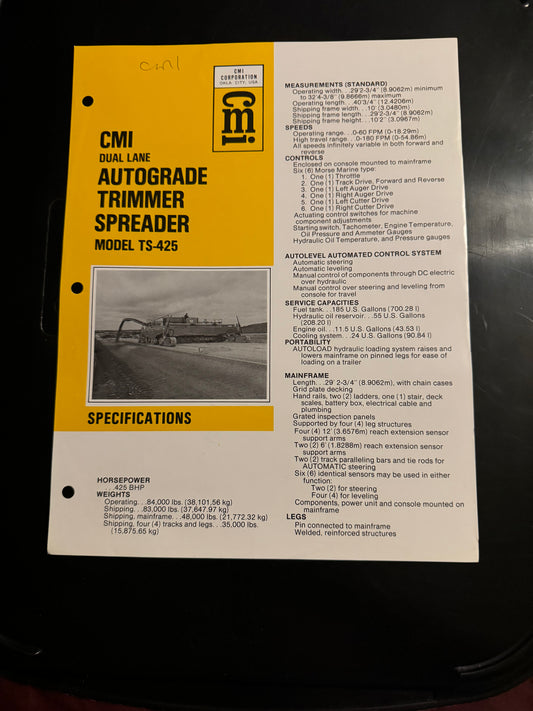 cmi
CMI
CORPORATION
OKLA. CITY, USA
cmi
CMI
DUAL LANE
AUTOGRADE
TRIMMER
SPREADER
MODEL TS-425
SPECIFICATIONS
HORSEPOWER
.425 BHP
WEIGHTS
Operating. . .84,000 lbs. (38,101.56 kg)
Shipping. . .83,000 lbs. (37,647.97 kg)
Shipping, mainframe. . .48,000 lbs. (21,772.32 kg)
Shipping, four (4) tracks and legs. . .35,000 lbs.
(15,875.65 kg)
MEASUREMENTS (STANDARD)
Operating width. . .29'2-3/4" (8.9062m) minimum
to 32'4-3/8" (9.8666m) maximum
Operating length. . .40'3/4" (12.4206m)
Shipping frame width. . .10' (3.0480m)
Shipping frame length. . .29'2-3/4" (8.9062m)
Shipping frame height. . .10'2" (3.0967m)
SPEEDS
Operating range. . .0-60 FPM (0-18.29m)
High travel range. . .0-180 FPM (0-54.86m)
All speeds infinitely variable in both forward and
reverse
CONTROLS
Enclosed on console mounted to mainframe
Six (6) Morse Marine type:
1. One (1) Throttle
2. One (1) Track Drive, Forward and Reverse
3. One (1) Left Auger Drive
4. One (1) Right Auger Drive
5. One (1) Left Cutter Drive
6. One (1) Right Cutter Drive
Actuating control switches for machine
component adjustments
Starting switch, Tachometer, Engine Temperature,
Oil Pressure and Ammeter Gauges
Hydraulic Oil Temperature, and Pressure gauges
AUTOLEVEL AUTOMATED CONTROL SYSTEM
Automatic steering
Automatic leveling
Manual control of components through DC electric
over hydraulic
Manual control over steering and leveling from
console for travel
SERVICE CAPACITIES
Fuel tank. . .185 U.S. Gallons (700.28 l)
Hydraulic oil reservoir. . .55 U.S. Gallons
(208.20 l)
Engine oil. . .11.5 U.S. Gallons (43.53 l)
Cooling system. . .24 U.S. Gallons (90.84 l)
PORTABILITY
AUTOLOAD hydraulic loading system raises and
lowers mainframe on pinned legs for ease of
loading on a trailer
MAINFRAME
Length. . .29' 2-3/4" (8.9062m), with chain cases
Grid plate decking
Hand rails, two (2) ladders, one (1) stair, deck
scales, battery box, electrical cable and
plumbing
Grated inspection panels
Supported by four (4) leg structures
Four (4) 12' (3.6576m) reach extension sensor
support arms
Two (2) 6' (1.8288m) reach extension sensor
support arms
Two (2) track paralleling bars and tie rods for
AUTOMATIC steering
Six (6) identical sensors may be used in either
function:
Two (2) for steering
Four (4) for leveling
Components, power unit and console mounted on
mainframe
LEGS
Pin connected to mainframe
Welded, reinforced structures